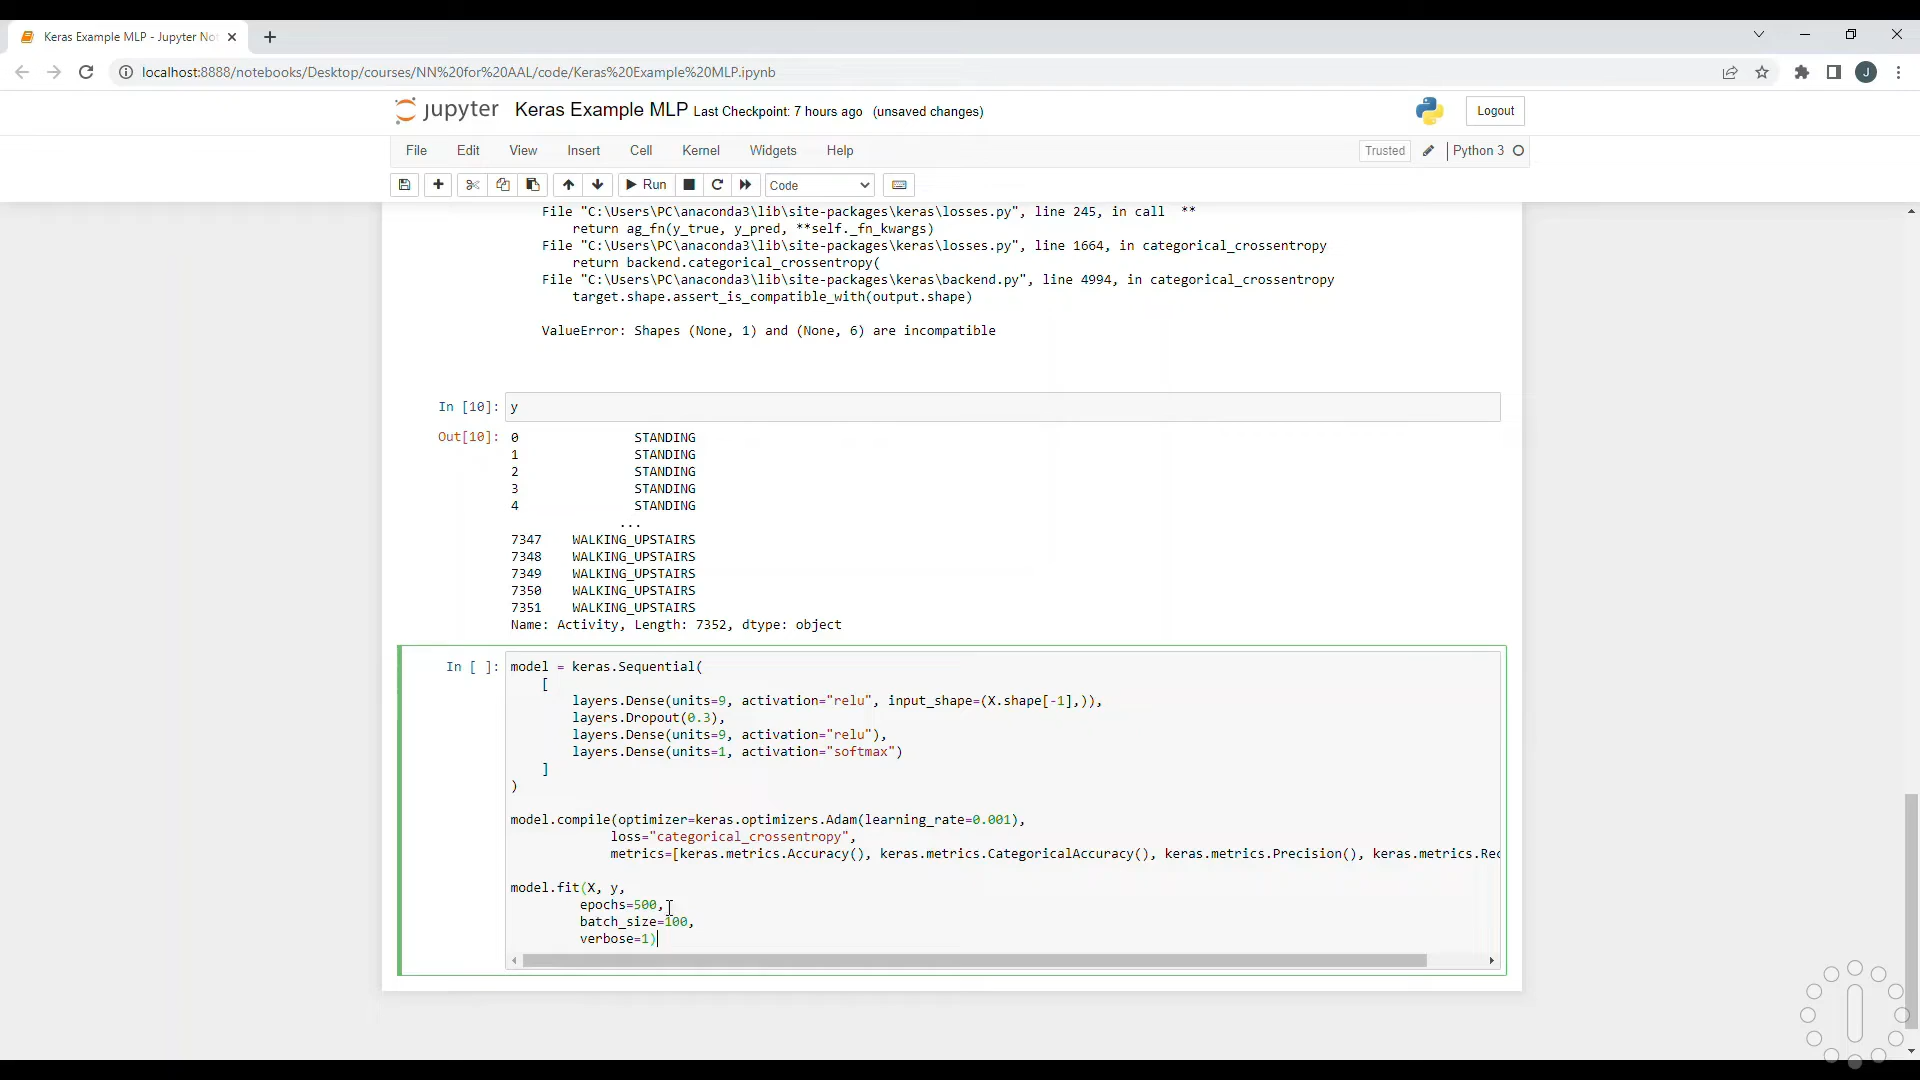 Keras Example MLP - Jupyter No
localhost:8888/notebooks/Desktop/courses/NN%20for%20AAL/code/Keras%20Example%20MLP.ipynb
J
jupyter Keras Example MLP Last Checkpoint: 7 hours ago (unsaved changes)
Logout
File Edit View Insert Cell Kernel Widgets Help
Trusted Python 3
Run Code
File "C:\Users\PC\anaconda3\lib\site-packages\keras\losses.py", line 245, in call  **
    return ag_fn(y_true, y_pred, **self._fn_kwargs)
File "C:\Users\PC\anaconda3\lib\site-packages\keras\losses.py", line 1664, in categorical_crossentropy
    return backend.categorical_crossentropy(
File "C:\Users\PC\anaconda3\lib\site-packages\keras\backend.py", line 4994, in categorical_crossentropy
    target.shape.assert_is_compatible_with(output.shape)
ValueError: Shapes (None, 1) and (None, 6) are incompatible
In [10]: y
Out[10]: 0 STANDING
1 STANDING
2 STANDING
3 STANDING
4 STANDING
...
7347 WALKING_UPSTAIRS
7348 WALKING_UPSTAIRS
7349 WALKING_UPSTAIRS
7350 WALKING_UPSTAIRS
7351 WALKING_UPSTAIRS
Name: Activity, Length: 7352, dtype: object
In [ ]: model = keras.Sequential(
    [
        layers.Dense(units=9, activation="relu", input_shape=(X.shape[-1],)),
        layers.Dropout(0.3),
        layers.Dense(units=9, activation="relu"),
        layers.Dense(units=1, activation="softmax")
    ]
)
model.compile(optimizer=keras.optimizers.Adam(learning_rate=0.001),
             loss="categorical_crossentropy",
             metrics=[keras.metrics.Accuracy(), keras.metrics.CategoricalAccuracy(), keras.metrics.Precision(), keras.metrics.Rec
model.fit(X, y,
         epochs=500,
         batch_size=100,
         verbose=1)